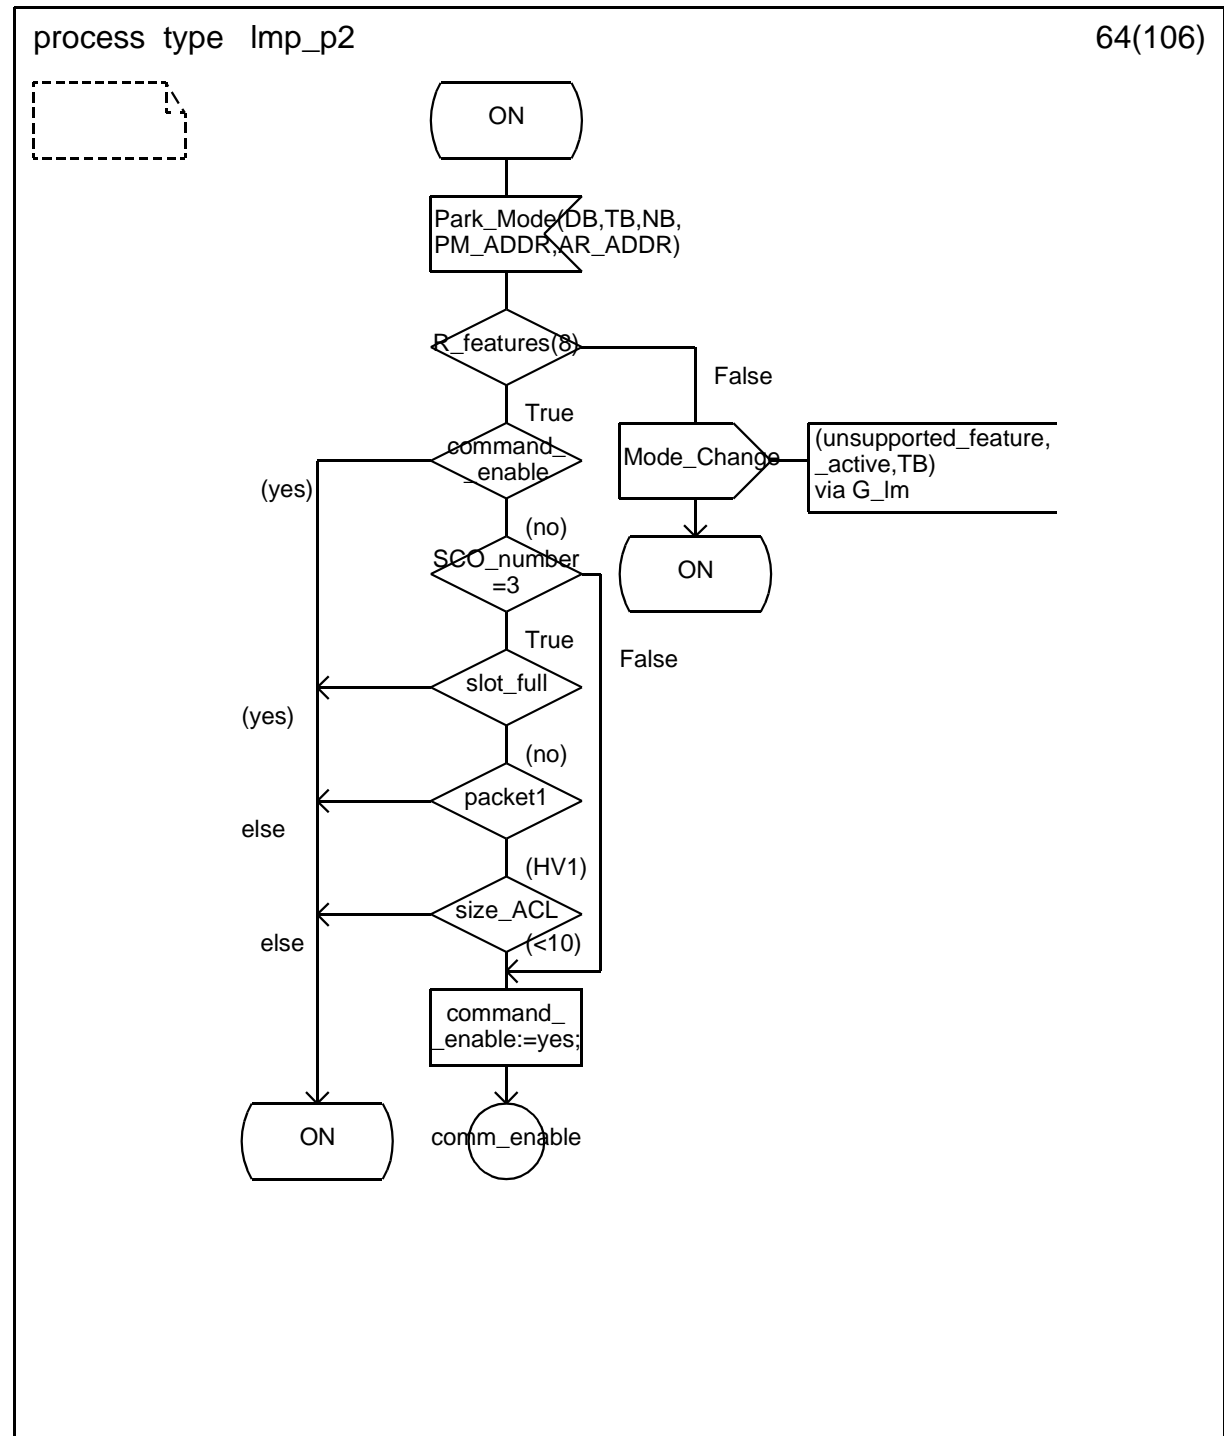 process type lmp_p2
64(106)
ON
Park_Mode(DB,TB,NB,
PM_ADDR,AR_ADDR)
R_features(8)
False
True
command_
_enable
(yes)
Mode_Change
(unsupported_feature,
_active,TB)
via G_lm
(no)
SCO_number
=3
ON
True
False
slot_full
(yes)
(no)
packet1
else
(HV1)
size_ACL
else
(<10)
command_
_enable:=yes;
ON
comm_enable